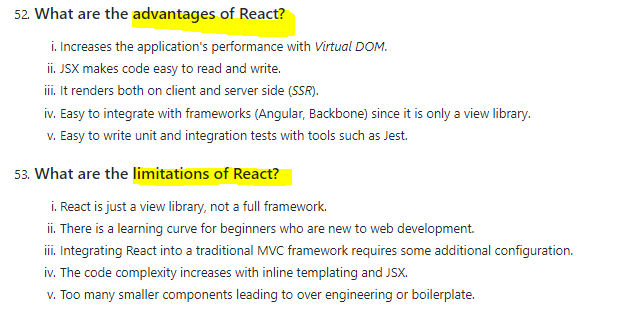 52. What are the advantages of React?
i. Increases the application's performance with Virtual DOM.
ii. JSX makes code easy to read and write.
iii. It renders both on client and server side (SSR).
iv. Easy to integrate with frameworks (Angular, Backbone) since it is only a view library.
v. Easy to write unit and integration tests with tools such as Jest.
53. What are the limitations of React?
i. React is just a view library, not a full framework.
ii. There is a learning curve for beginners who are new to web development.
iii. Integrating React into a traditional MVC framework requires some additional configuration.
iv. The code complexity increases with inline templating and JSX.
v. Too many smaller components leading to over engineering or boilerplate.